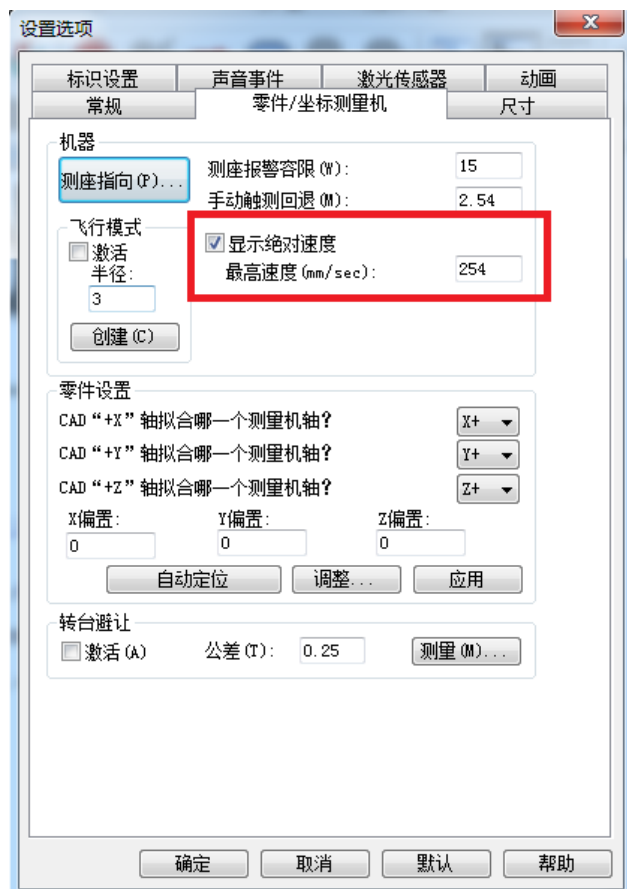 设置选项
标识设置 声音事件 激光传感器 动画
常规 零件/坐标测量机 尺寸
机器
测座指向(P)... 测座报警容限(W): 15
手动触测回退(M): 2.54
飞行模式
激活
半径:
3
创建(C)
显示绝对速度
最高速度(mm/sec): 254
零件设置
CAD“+X”轴拟合哪一个测量机轴? X+
CAD“+Y”轴拟合哪一个测量机轴? Y+
CAD“+Z”轴拟合哪一个测量机轴? Z+
X偏置: Y偏置: Z偏置:
0 0 0
自动定位 调整... 应用
转台避让
激活(A) 公差(T): 0.25 测量(M)...
确定 取消 默认 帮助